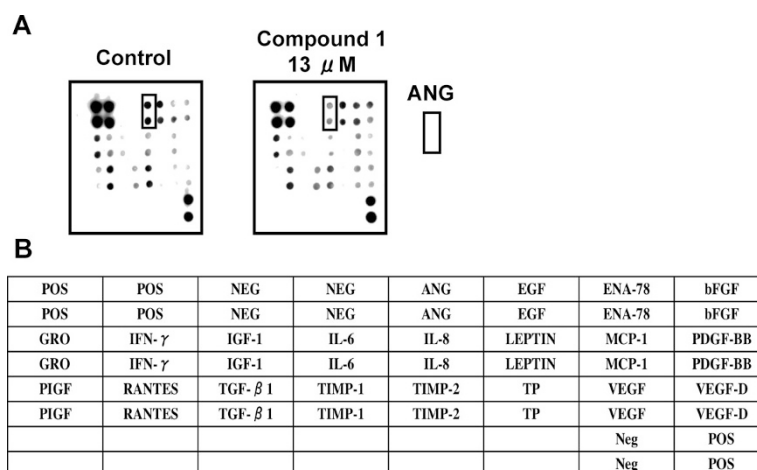 A
Control
Compound 1
13 μM
ANG
B
POS POS NEG NEG ANG EGF ENA-78 bFGF
POS POS NEG NEG ANG EGF ENA-78 bFGF
GRO IFN-γ IGF-1 IL-6 IL-8 LEPTIN MCP-1 PDGF-BB
GRO IFN-γ IGF-1 IL-6 IL-8 LEPTIN MCP-1 PDGF-BB
PIGF RANTES TGF-β1 TIMP-1 TIMP-2 TP VEGF VEGF-D
PIGF RANTES TGF-β1 TIMP-1 TIMP-2 TP VEGF VEGF-D
Neg POS
Neg POS